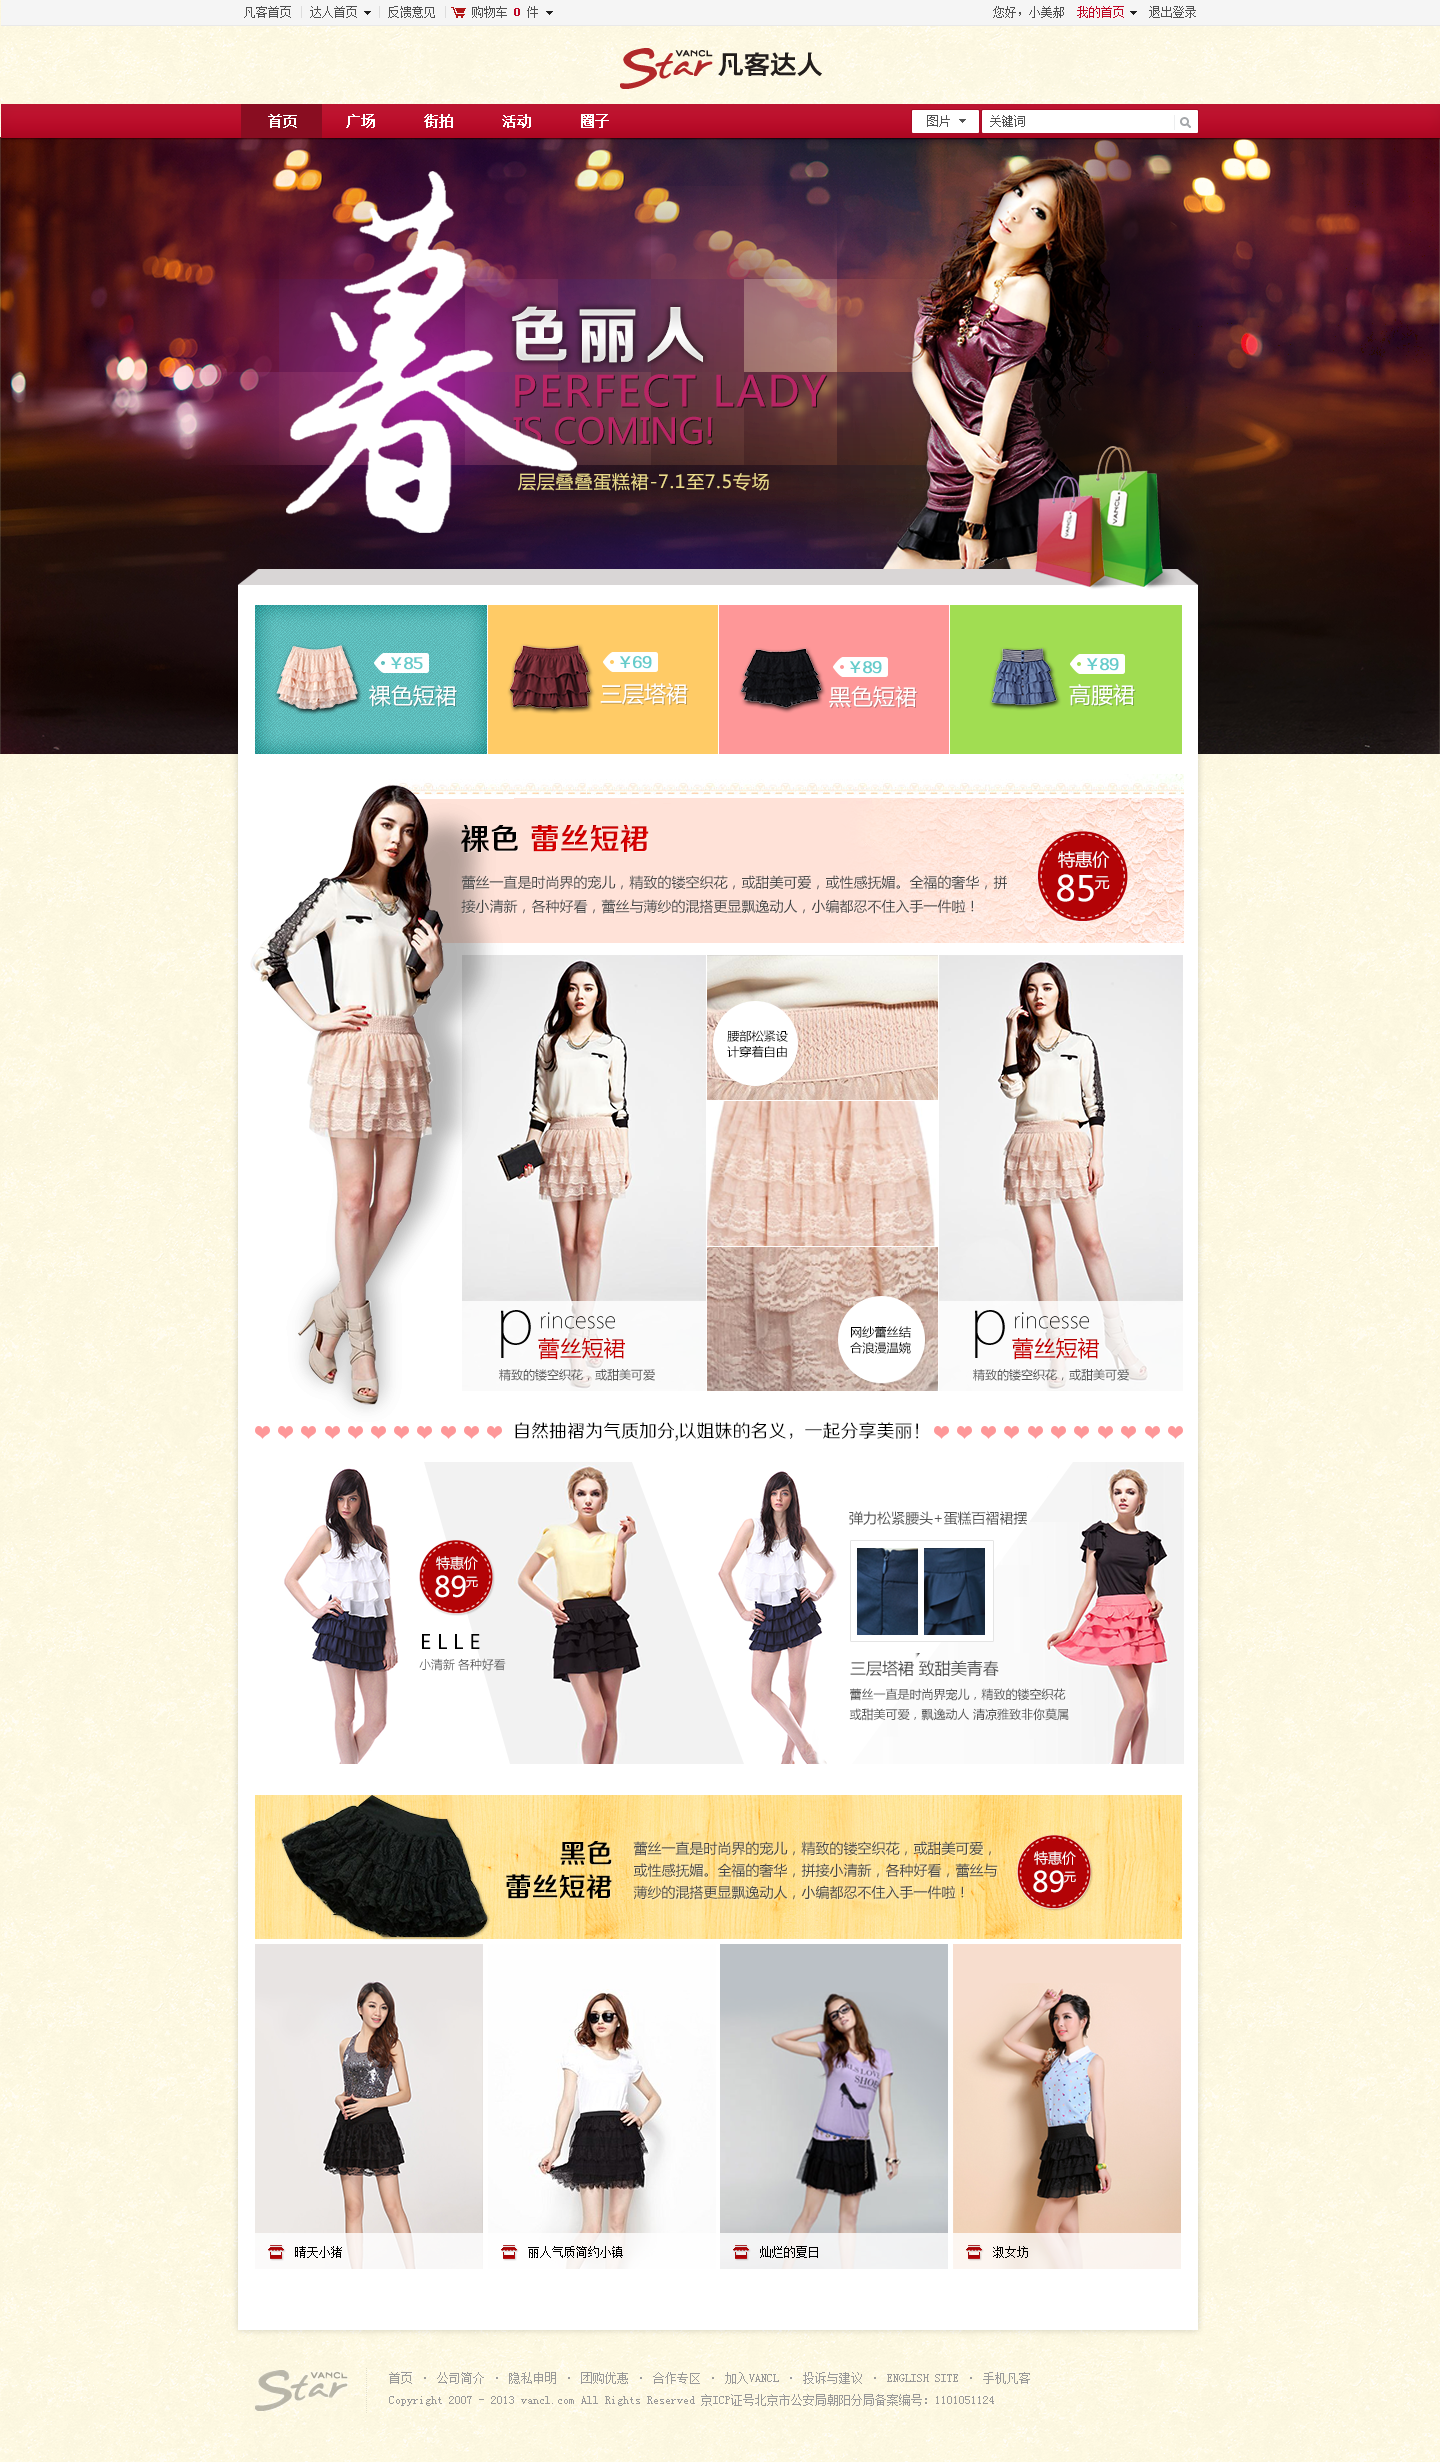 凡客首页 达人首页 反馈意见 购物车 0 件 您好，小美郝 我的首页 退出登录
VANCL
Star 凡客达人
首页 广场 街拍 活动 圈子 图片 关键词
暮
色丽人
PERFECT LADY
IS COMING!
层层叠叠蛋糕裙-7.1至7.5专场
VANCL VANCL
¥85 ¥69 ¥89 ¥89
裸色短裙 三层塔裙 黑色短裙 高腰裙
裸色 蕾丝短裙
蕾丝一直是时尚界的宠儿，精致的镂空织花，或甜美可爱，或性感抚媚。全福的奢华，拼
接小清新，各种好看，蕾丝与薄纱的混搭更显飘逸动人，小编都忍不住入手一件啦！
特惠价
85元
腰部松紧设
计穿着自由
网纱蕾丝结
合浪漫温婉
princesse
蕾丝短裙
精致的镂空织花，或甜美可爱
princesse
蕾丝短裙
精致的镂空织花，或甜美可爱
自然抽褶为气质加分,以姐妹的名义，一起分享美丽！
特惠价
89元
ELLE
小清新 各种好看
弹力松紧腰头+蛋糕百褶裙摆
三层塔裙 致甜美青春
蕾丝一直是时尚界宠儿，精致的镂空织花
或甜美可爱，飘逸动人 清凉雅致非你莫属
黑色
蕾丝短裙
蕾丝一直是时尚界的宠儿，精致的镂空织花，或甜美可爱，
或性感抚媚。全福的奢华，拼接小清新，各种好看，蕾丝与
薄纱的混搭更显飘逸动人，小编都忍不住入手一件啦！
特惠价
89元
晴天小猪 丽人气质简约小镇 灿烂的夏日 淑女坊
VANCL
Star
首页 · 公司简介 · 隐私申明 · 团购优惠 · 合作专区 · 加入VANCL · 投诉与建议 · ENGLISH SITE · 手机凡客
Copyright 2007 - 2013 vancl.com All Rights Reserved 京ICP证号北京市公安局朝阳分局备案编号: 1101051124